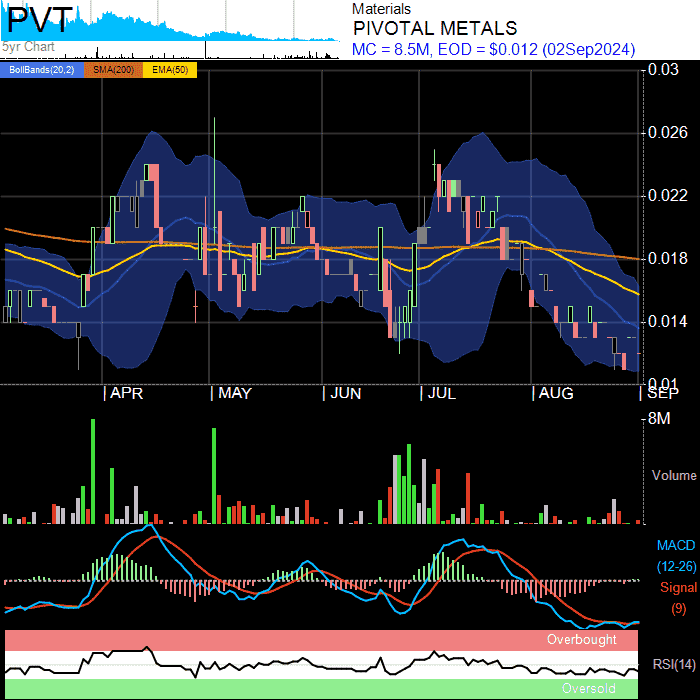 PVT
5yr Chart
Materials
PIVOTAL METALS
MC = 8.5M, EOD = $0.012 (02Sep2024)
BollBands(20,2) SMA(200) EMA(50)
0.03
0.026
0.022
0.018
0.014
0.01
APR MAY JUN JUL AUG SEP
8M
Volume
MACD
(12-26)
Signal
(9)
Overbought
RSI(14)
Oversold